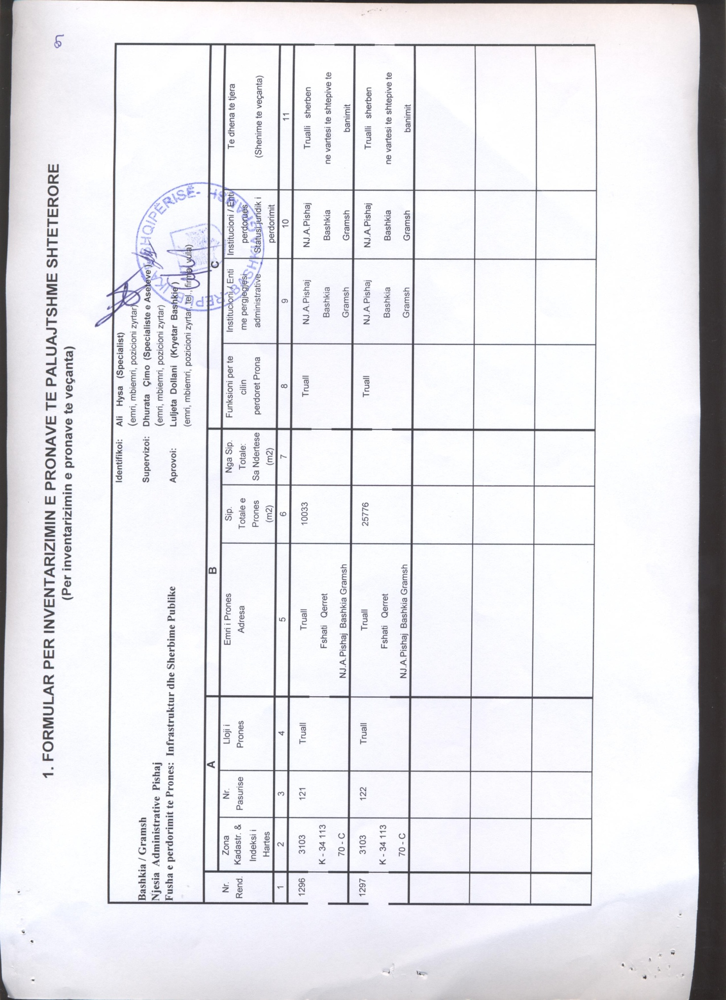 1. FORMULAR PER INVENTARIZIMIN E PRONAVE TE PALUAJTSHME SHTETERORE
(Per inventarizimin e pronave te veçanta)
Identifikoi: Ali Hysa (Specialist)
(emri, mbiemri, pozicioni zyrtar)
Bashkia / Gramsh
Supervizoi: Dhurata Çimo (Specialiste e Aseteve )
Njesia Administrative Pishaj
(emri, mbiemri, pozicioni zyrtar)
Fusha e perdorimit te Prones: Infrastruktur dhe Sherbime Publike
Aprovoi: Luljeta Dollani (Kryetar Bashkie )
(emri, mbiemri, pozicioni zyrtar, tel., firma, vula)
REPUBLIKA E SHQIPËRISË
BASHKIA GRAMSH
A B C
Nr. Rend.
Zona Kadastr. & Indeksi i Hartes
Nr. Pasurise
Lloji i Prones
Emri i Prones Adresa
Sip. Totale e Prones (m2)
Nga Sip. Totale: Sa Ndertese (m2)
Funksioni per te cilin perdoret Prona
Institucioni / Enti me pergjegjesi administrative
Institucioni / Enti perdorues Statusi juridik i perdorimit
Te dhena te tjera (Shenime te veçanta)
1 2 3 4 5 6 7 8 9 10 11
1296 3103 121 Truall Truall 10033 Truall NJ.A.Pishaj NJ.A.Pishaj Trualli sherben
K - 34 113 Fshati Qerret Bashkia Bashkia ne vartesi te shtepive te
70 - C NJ.A.Pishaj Bashkia Gramsh Gramsh Gramsh banimit
1297 3103 122 Truall Truall 25776 Truall NJ.A.Pishaj NJ.A.Pishaj Trualli sherben
K - 34 113 Fshati Qerret Bashkia Bashkia ne vartesi te shtepive te
70 - C NJ.A.Pishaj Bashkia Gramsh Gramsh Gramsh banimit